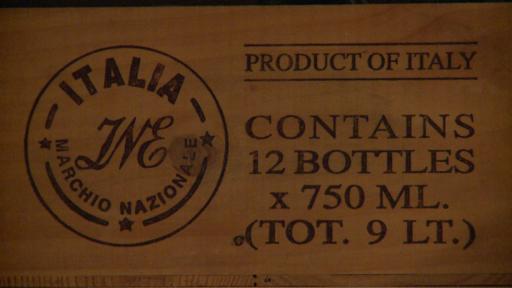 ITALIA
INE
MARCHIO NAZIONALE
PRODUCT OF ITALY
CONTAINS
12 BOTTLES
x 750 ML.
(TOT. 9 LT.)